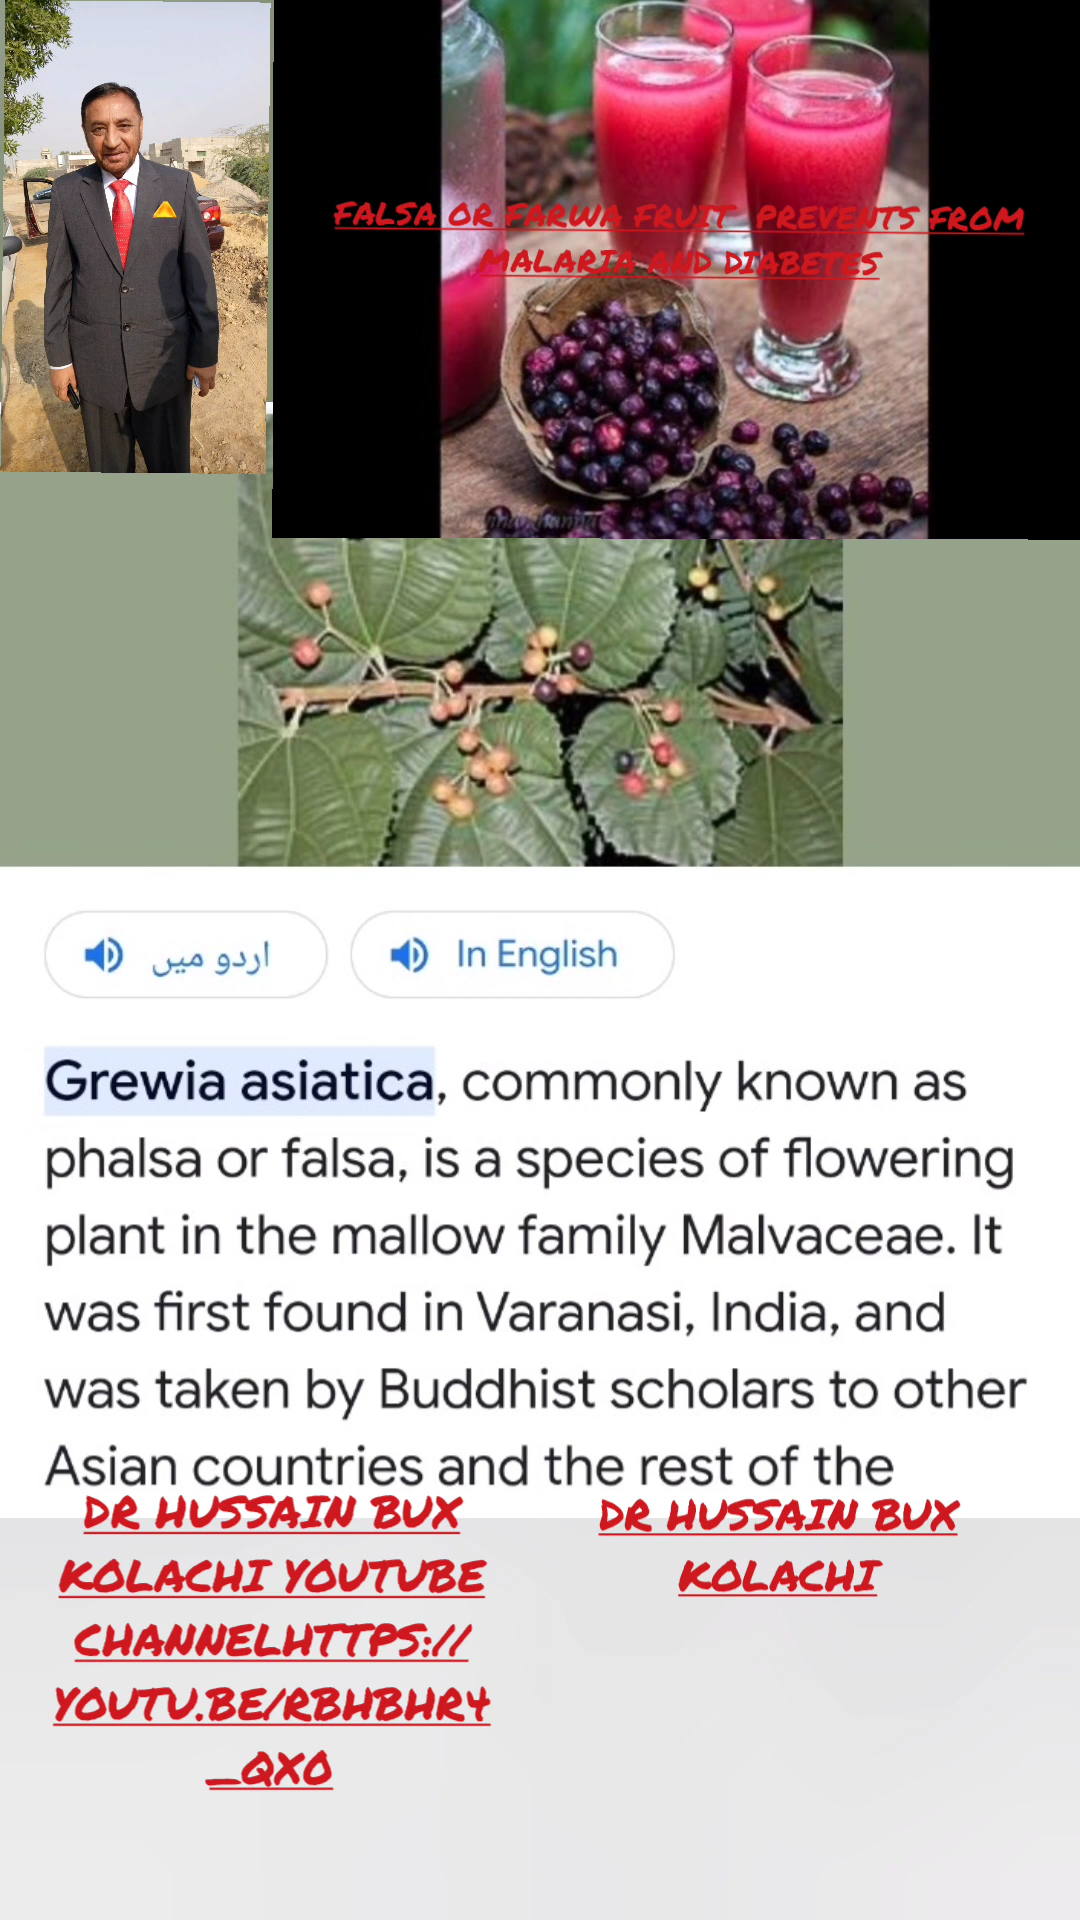 FALSA OR FARWA FRUIT PREVENTS FROM
MALARIA AND DIABETES
اردو میں
In English
Grewia asiatica, commonly known as
phalsa or falsa, is a species of flowering
plant in the mallow family Malvaceae. It
was first found in Varanasi, India, and
was taken by Buddhist scholars to other
Asian countries and the rest of the
DR HUSSAIN BUX
KOLACHI YOUTUBE
CHANNELHTTPS://
YOUTU.BE/RBHBHR4
_QXO
DR HUSSAIN BUX
KOLACHI